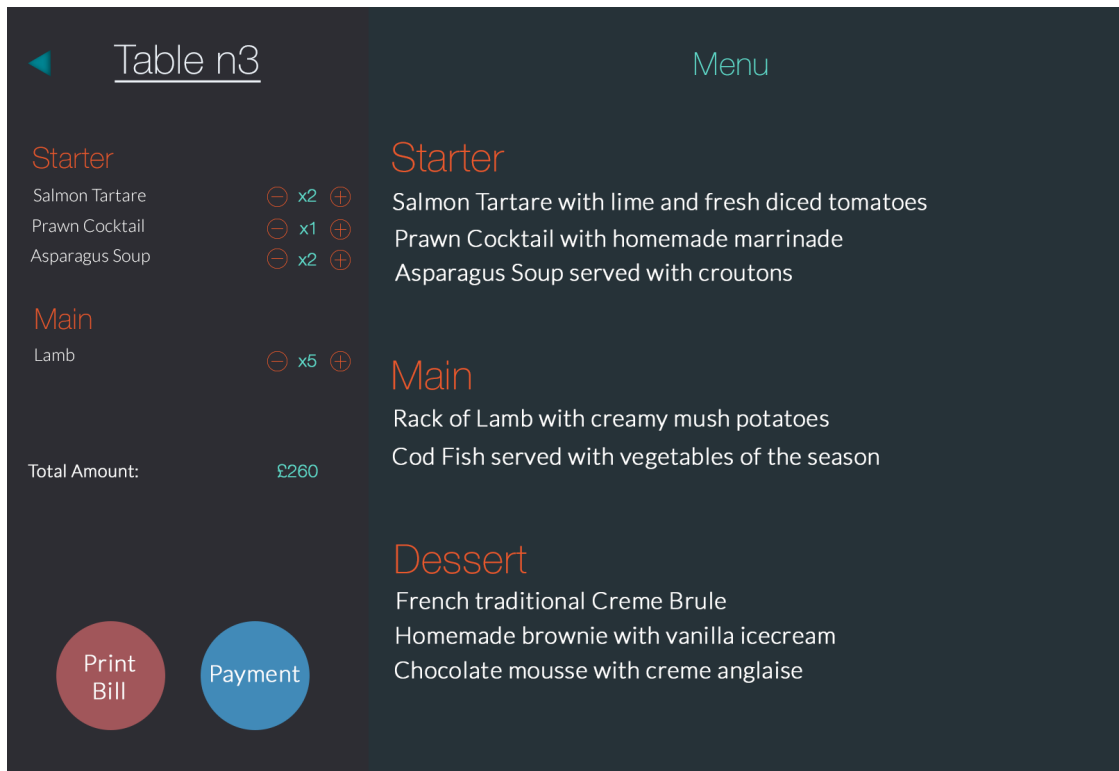 Table n3
Starter
Salmon Tartare x2
Prawn Cocktail x1
Asparagus Soup x2
Main
Lamb x5
Total Amount: £260
Print
Bill
Payment
Menu
Starter
Salmon Tartare with lime and fresh diced tomatoes
Prawn Cocktail with homemade marrinade
Asparagus Soup served with croutons
Main
Rack of Lamb with creamy mush potatoes
Cod Fish served with vegetables of the season
Dessert
French traditional Creme Brule
Homemade brownie with vanilla icecream
Chocolate mousse with creme anglaise